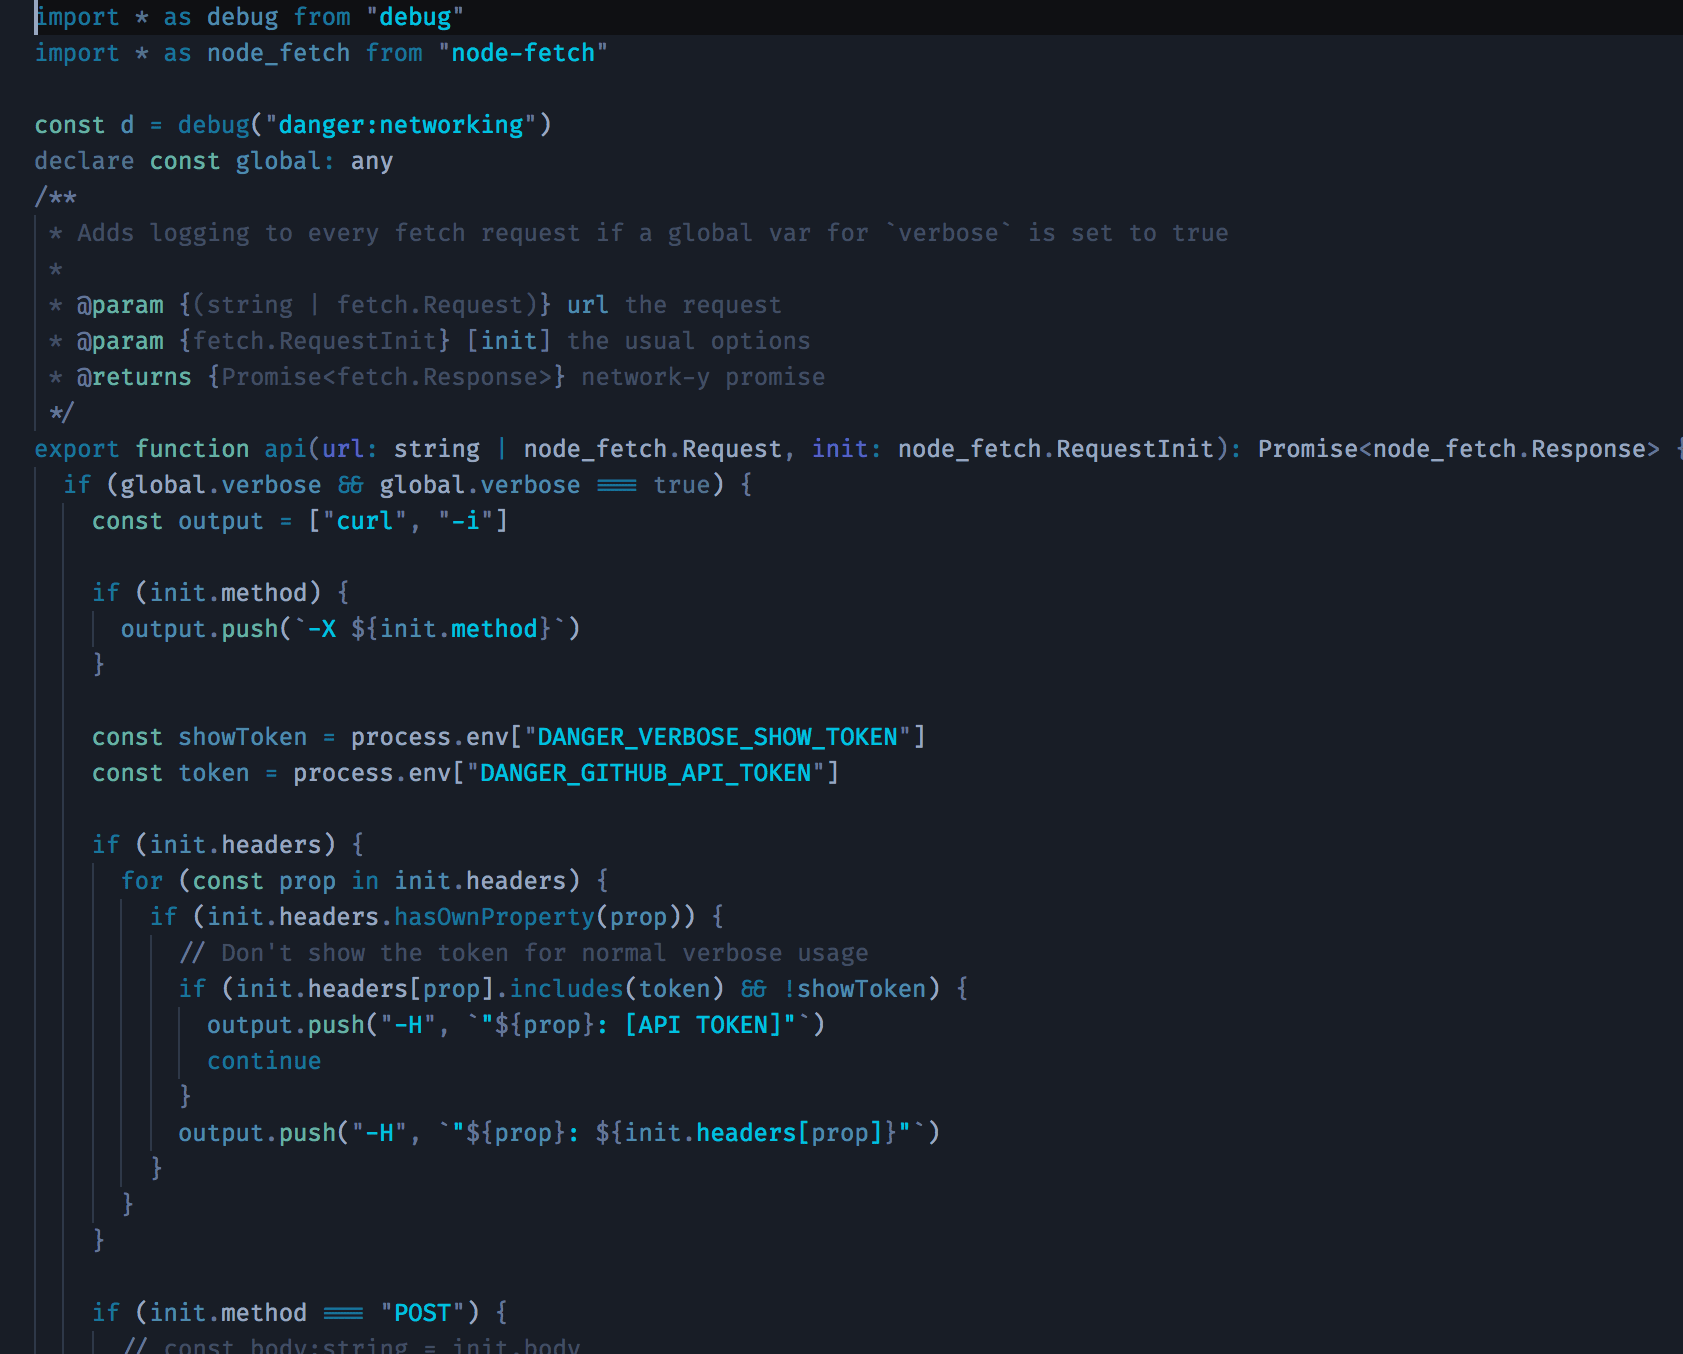 import * as debug from "debug"
import * as node_fetch from "node-fetch"

const d = debug("danger:networking")
declare const global: any
/**
 * Adds logging to every fetch request if a global var for `verbose` is set to true
 *
 * @param {(string | fetch.Request)} url the request
 * @param {fetch.RequestInit} [init] the usual options
 * @returns {Promise<fetch.Response>} network-y promise
 */
export function api(url: string | node_fetch.Request, init: node_fetch.RequestInit): Promise<node_fetch.Response> {
  if (global.verbose && global.verbose === true) {
    const output = ["curl", "-i"]

    if (init.method) {
      output.push(`-X ${init.method}`)
    }

    const showToken = process.env["DANGER_VERBOSE_SHOW_TOKEN"]
    const token = process.env["DANGER_GITHUB_API_TOKEN"]

    if (init.headers) {
      for (const prop in init.headers) {
        if (init.headers.hasOwnProperty(prop)) {
          // Don't show the token for normal verbose usage
          if (init.headers[prop].includes(token) && !showToken) {
            output.push("-H", `"${prop}: [API TOKEN]"`)
            continue
          }
          output.push("-H", `"${prop}: ${init.headers[prop]}"`)
        }
      }
    }

    if (init.method === "POST") {
      // const body:string = init.body